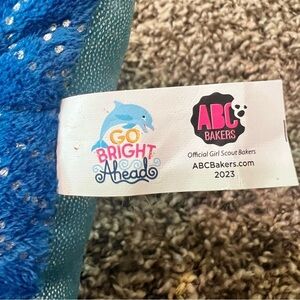 GO
BRIGHT
Ahead
ABC
BAKERS
Official Girl Scout Bakers
ABCBakers.com
2023